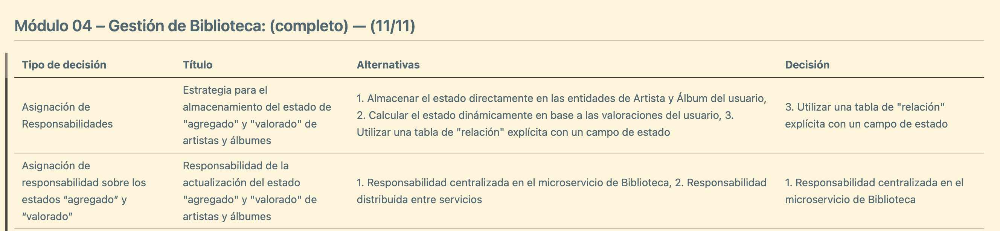 Módulo 04 – Gestión de Biblioteca: (completo) — (11/11)
Tipo de decisión
Título
Alternativas
Decisión
Asignación de
Responsabilidades
Estrategia para el
almacenamiento del estado de
"agregado" y "valorado" de
artistas y álbumes
1. Almacenar el estado directamente en las entidades de Artista y Álbum del usuario,
2. Calcular el estado dinámicamente en base a las valoraciones del usuario, 3.
Utilizar una tabla de "relación" explícita con un campo de estado
3. Utilizar una tabla de "relación"
explícita con un campo de estado
Asignación de
responsabilidad sobre los
estados “agregado” y
“valorado”
Responsabilidad de la
actualización del estado
"agregado" y "valorado" de
artistas y álbumes
1. Responsabilidad centralizada en el microservicio de Biblioteca, 2. Responsabilidad
distribuida entre servicios
1. Responsabilidad centralizada en el
microservicio de Biblioteca